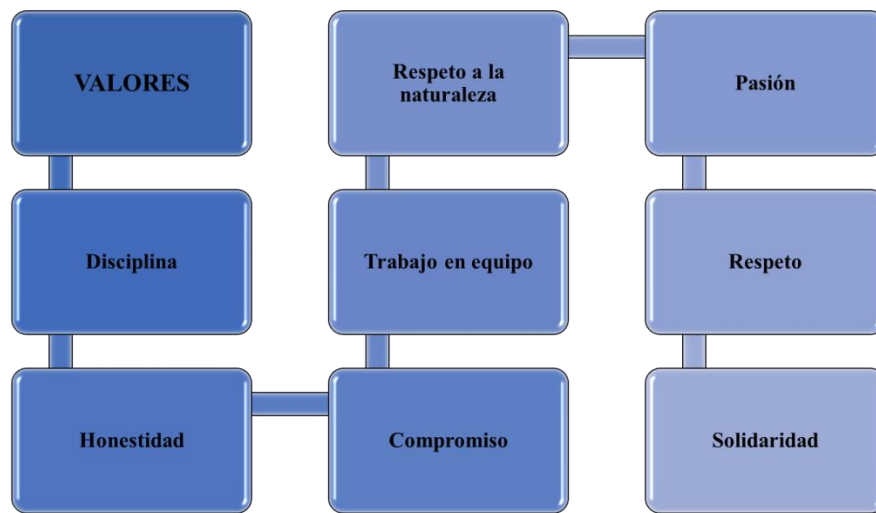 VALORES
Disciplina
Honestidad
Compromiso
Trabajo en equipo
Respeto a la
naturaleza
Pasión
Respeto
Solidaridad